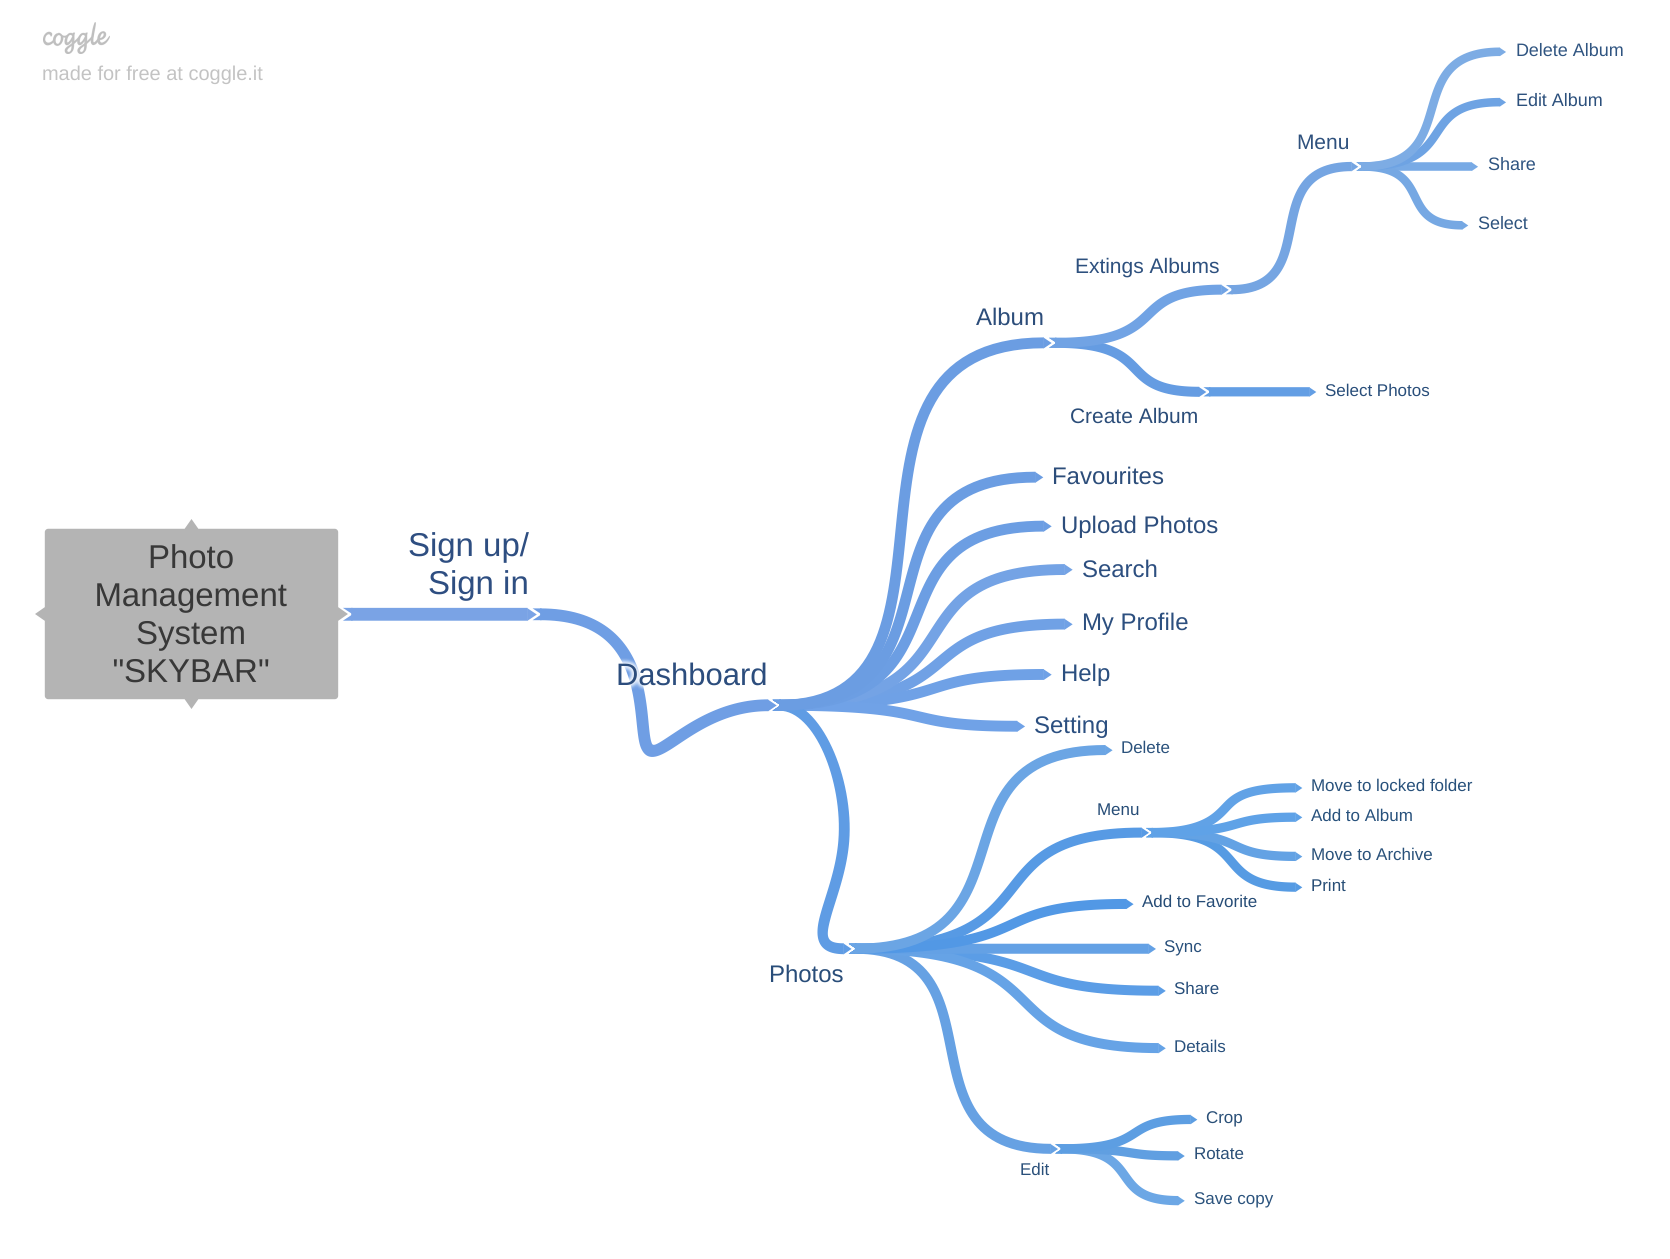 coggle
made for free at coggle.it
Photo
Management
System
"SKYBAR"
Sign up/
Sign in
Dashboard
Album
Extings Albums
Menu
Delete Album
Edit Album
Share
Select
Create Album
Select Photos
Favourites
Upload Photos
Search
My Profile
Help
Setting
Photos
Delete
Menu
Move to locked folder
Add to Album
Move to Archive
Print
Add to Favorite
Sync
Share
Details
Edit
Crop
Rotate
Save copy